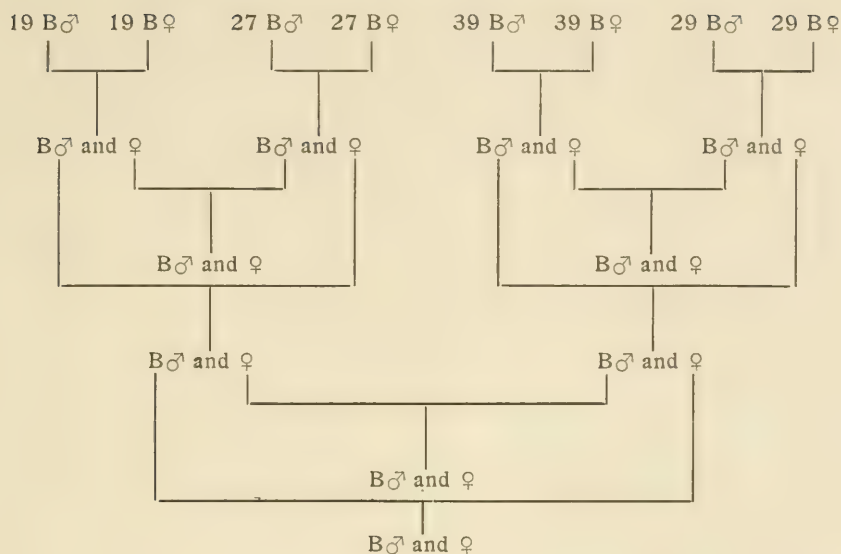 19 B♂ 19 B♀ 27 B♂ 27 B♀ 39 B♂ 39 B♀ 29 B♂ 29 B♀
B♂ and ♀ B♂ and ♀ B♂ and ♀ B♂ and ♀
B♂ and ♀ B♂ and ♀
B♂ and ♀ B♂ and ♀
B♂ and ♀
B♂ and ♀